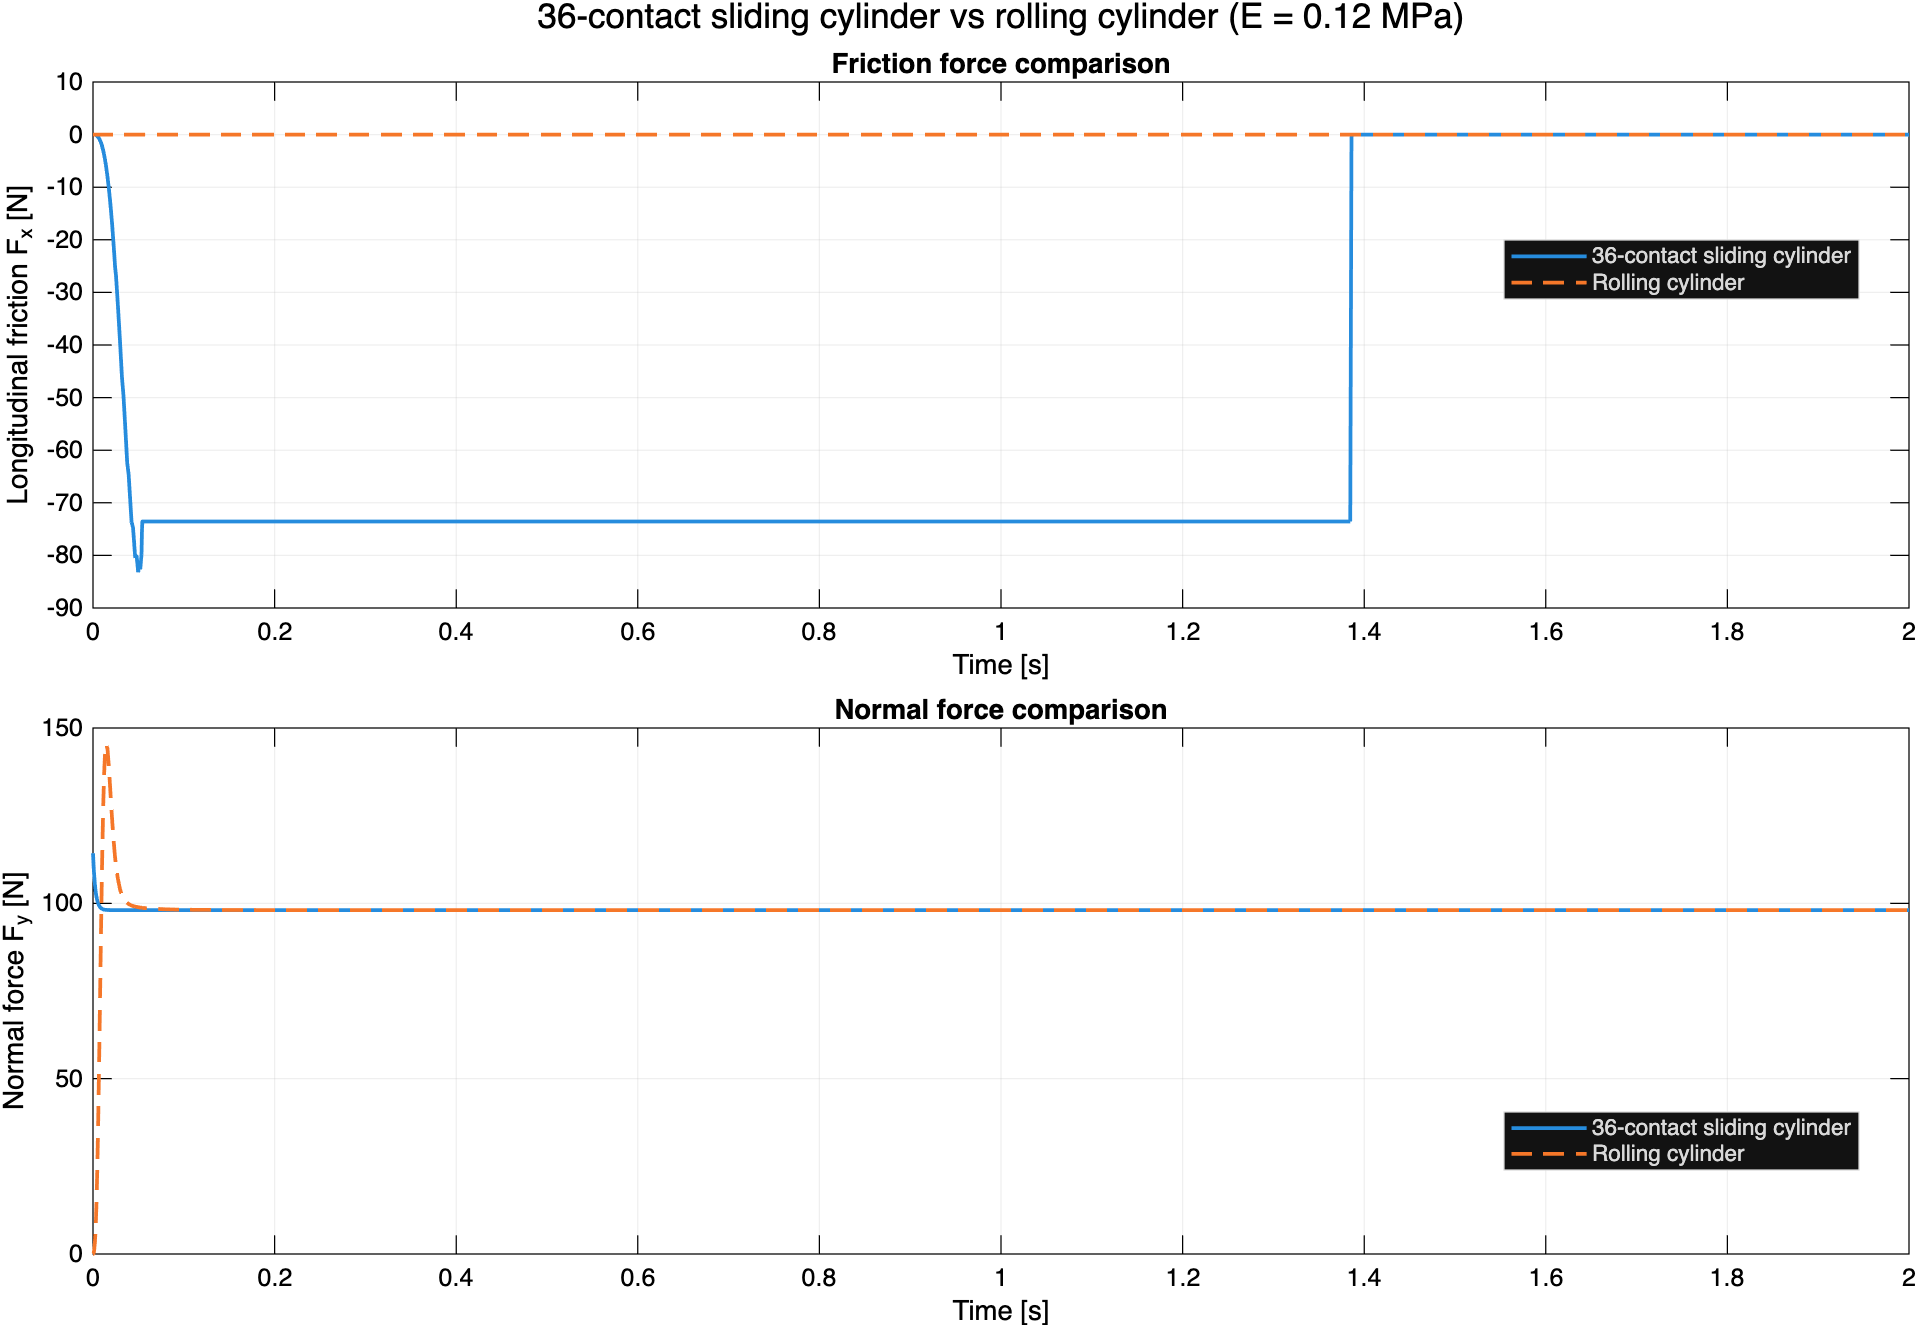 36-contact sliding cylinder vs rolling cylinder (E = 0.12 MPa)
Friction force comparison
10
0
-10
-20
-30
-40
-50
-60
-70
-80
-90
Longitudinal friction Fx [N]
36-contact sliding cylinder
Rolling cylinder
0 0.2 0.4 0.6 0.8 1 1.2 1.4 1.6 1.8 2
Time [s]
Normal force comparison
150
100
50
0
Normal force Fy [N]
36-contact sliding cylinder
Rolling cylinder
0 0.2 0.4 0.6 0.8 1 1.2 1.4 1.6 1.8 2
Time [s]